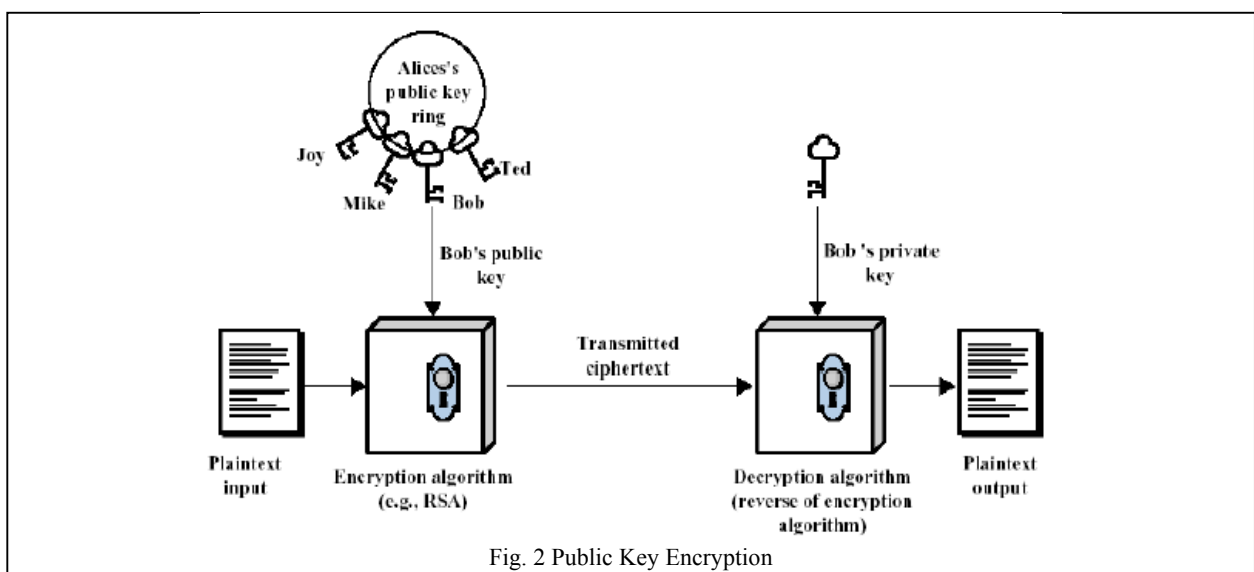 Alices's
public key
ring
Joy
Ted
Mike
Bob
Bob's public
key
Bob 's private
key
Transmitted
ciphertext
Plaintext
input
Encryption algorithm
(e.g., RSA)
Decryption algorithm
(reverse of encryption
algorithm)
Plaintext
output
Fig. 2 Public Key Encryption